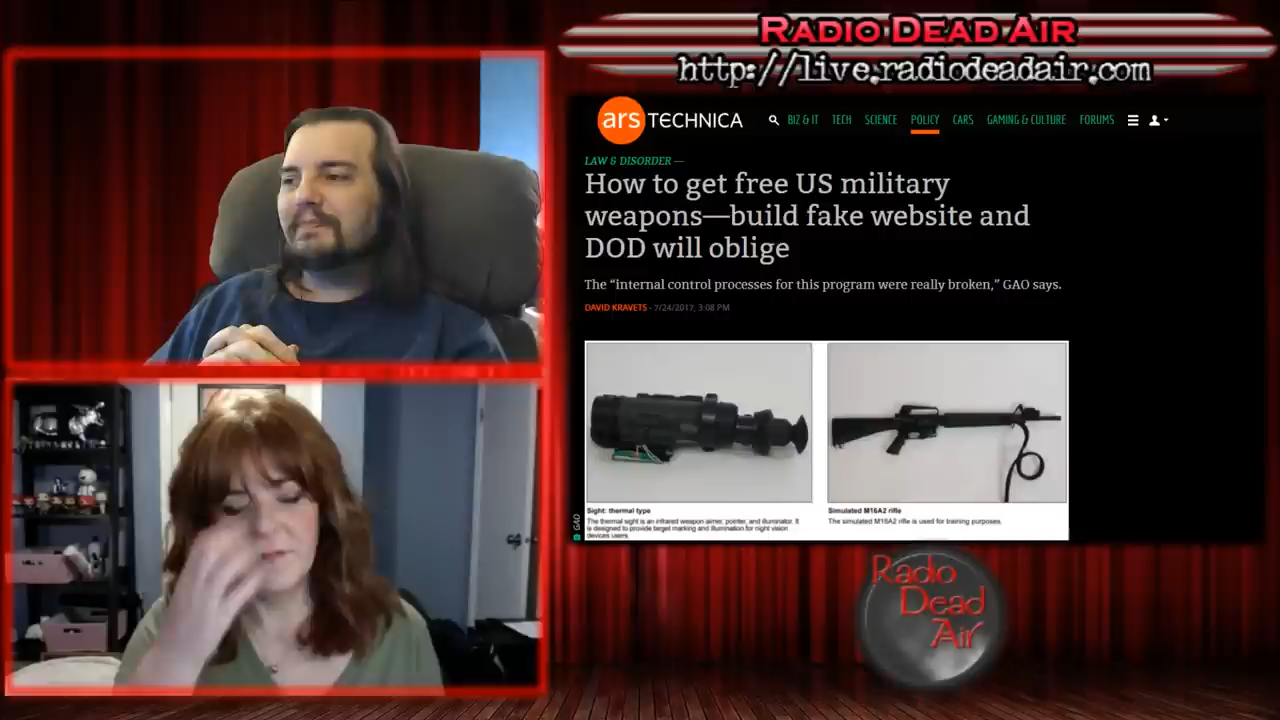 RADIO DEAD AIR
http://live.radiodeadair.com
ars TECHNICA
BIZ & IT TECH SCIENCE POLICY CARS GAMING & CULTURE FORUMS
LAW & DISORDER —
How to get free US military
weapons—build fake website and
DOD will oblige
The “internal control processes for this program were really broken,” GAO says.
DAVID KRAVETS - 7/24/2017, 3:08 PM
Sight: thermal type
The thermal sight is an infrared weapon aimer, pointer, and illuminator. It
is designed to provide target marking and illumination for night vision
devices users.
Simulated M16A2 rifle
The simulated M16A2 rifle is used for training purposes.
GAO
Radio
Dead
Air